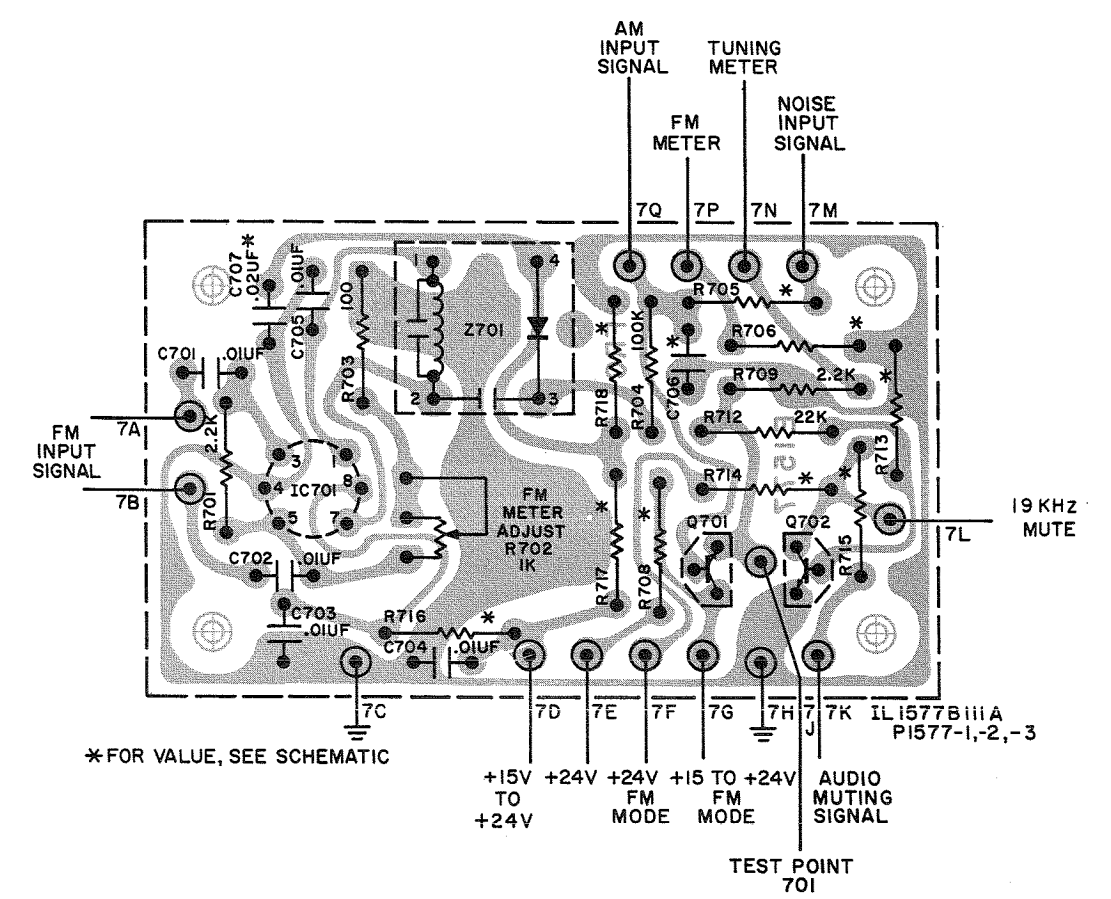 AM
INPUT
SIGNAL
TUNING
METER
NOISE
INPUT
SIGNAL
FM
METER
7Q
7P
7N
7M
C707
.02UF*
.01UF
C705
100
R703
1
4
Z701
2
3
R705
*
R706
*
100K
*
*
R718
R704
C706
R709
2.2K
*
R712
22K
R713
R714
*
*
C701
.01UF
2.2K
R701
FM
INPUT
SIGNAL
7A
7B
3
1
4
IC701
8
5
7
FM
METER
ADJUST
R702
1K
*
*
R717
R708
Q701
Q702
R715
7L
19 KHz
MUTE
C702
.01UF
C703
.01UF
R716
*
C704
.01UF
7C
7D
7E
7F
7G
7H
7
J
7K
IL1577B111A
P1577-1,-2,-3
*FOR VALUE, SEE SCHEMATIC
+15V
TO
+24V
+24V
+24V
FM
MODE
+15 TO +24V
FM
MODE
AUDIO
MUTING
SIGNAL
TEST POINT
701